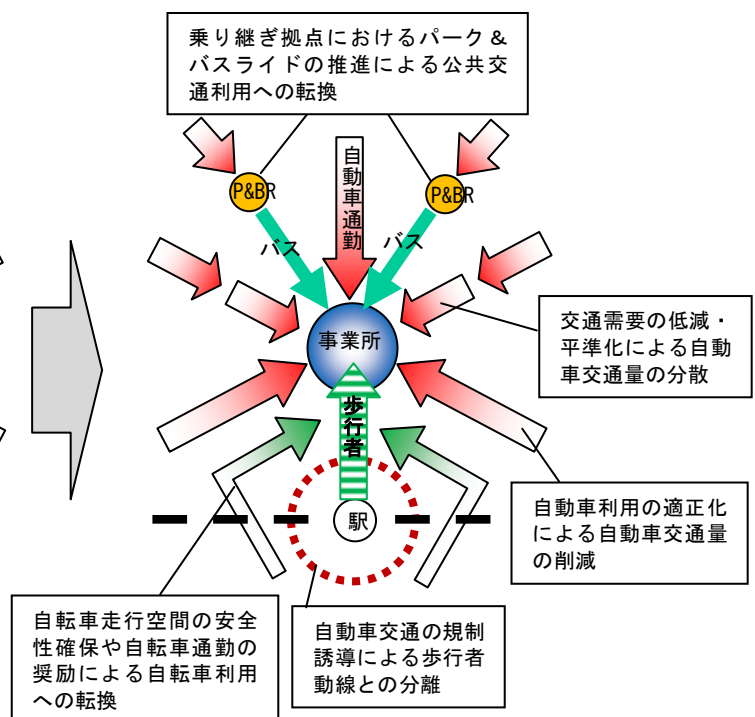 乗り継ぎ拠点におけるパーク＆
バスライドの推進による公共交
通利用への転換
P&BR
自動車通勤
P&BR
バス
バス
事業所
交通需要の低減・
平準化による自動
車交通量の分散
歩行者
駅
自動車利用の適正化
による自動車交通量
の削減
自転車走行空間の安全
性確保や自転車通勤の
奨励による自転車利用
への転換
自動車交通の規制
誘導による歩行者
動線との分離